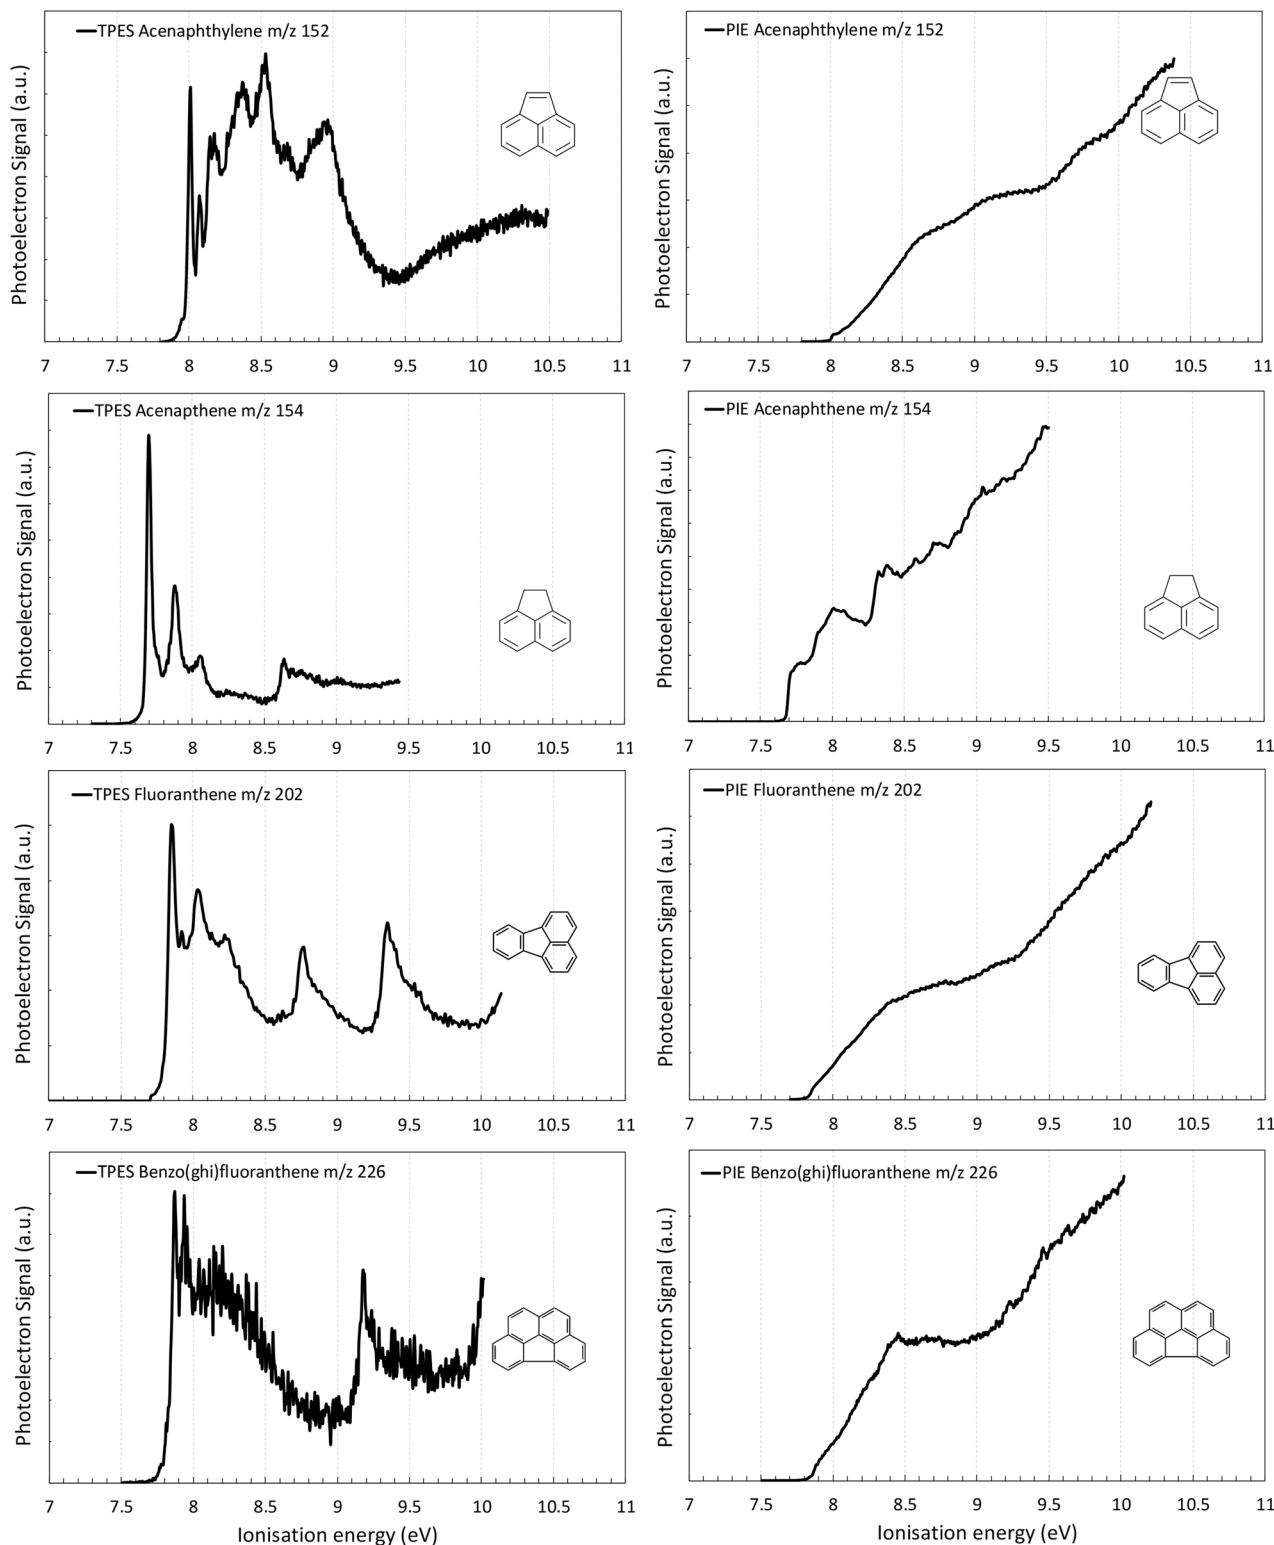 TPES Acenaphthylene m/z 152
Photoelectron Signal (a.u.)
7 7.5 8 8.5 9 9.5 10 10.5 11
PIE Acenaphthylene m/z 152
Photoelectron Signal (a.u.)
7 7.5 8 8.5 9 9.5 10 10.5 11
TPES Acenapthene m/z 154
Photoelectron Signal (a.u.)
7 7.5 8 8.5 9 9.5 10 10.5 11
PIE Acenaphthene m/z 154
Photoelectron Signal (a.u.)
7 7.5 8 8.5 9 9.5 10 10.5 11
TPES Fluoranthene m/z 202
Photoelectron Signal (a.u.)
7 7.5 8 8.5 9 9.5 10 10.5 11
PIE Fluoranthene m/z 202
Photoelectron Signal (a.u.)
7 7.5 8 8.5 9 9.5 10 10.5 11
TPES Benzo(ghi)fluoranthene m/z 226
Photoelectron Signal (a.u.)
7 7.5 8 8.5 9 9.5 10 10.5 11
Ionisation energy (eV)
PIE Benzo(ghi)fluoranthene m/z 226
Photoelectron Signal (a.u.)
7 7.5 8 8.5 9 9.5 10 10.5 11
Ionisation energy (eV)